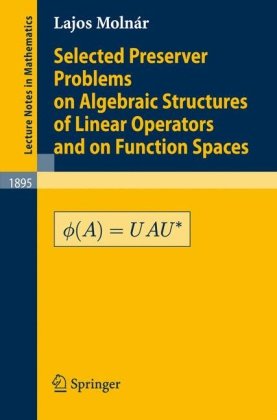 Lajos Molnár
Selected Preserver
Problems
on Algebraic Structures
of Linear Operators
and on Function Spaces
Lecture Notes in Mathematics
1895
ϕ(A) = UAU*
Springer